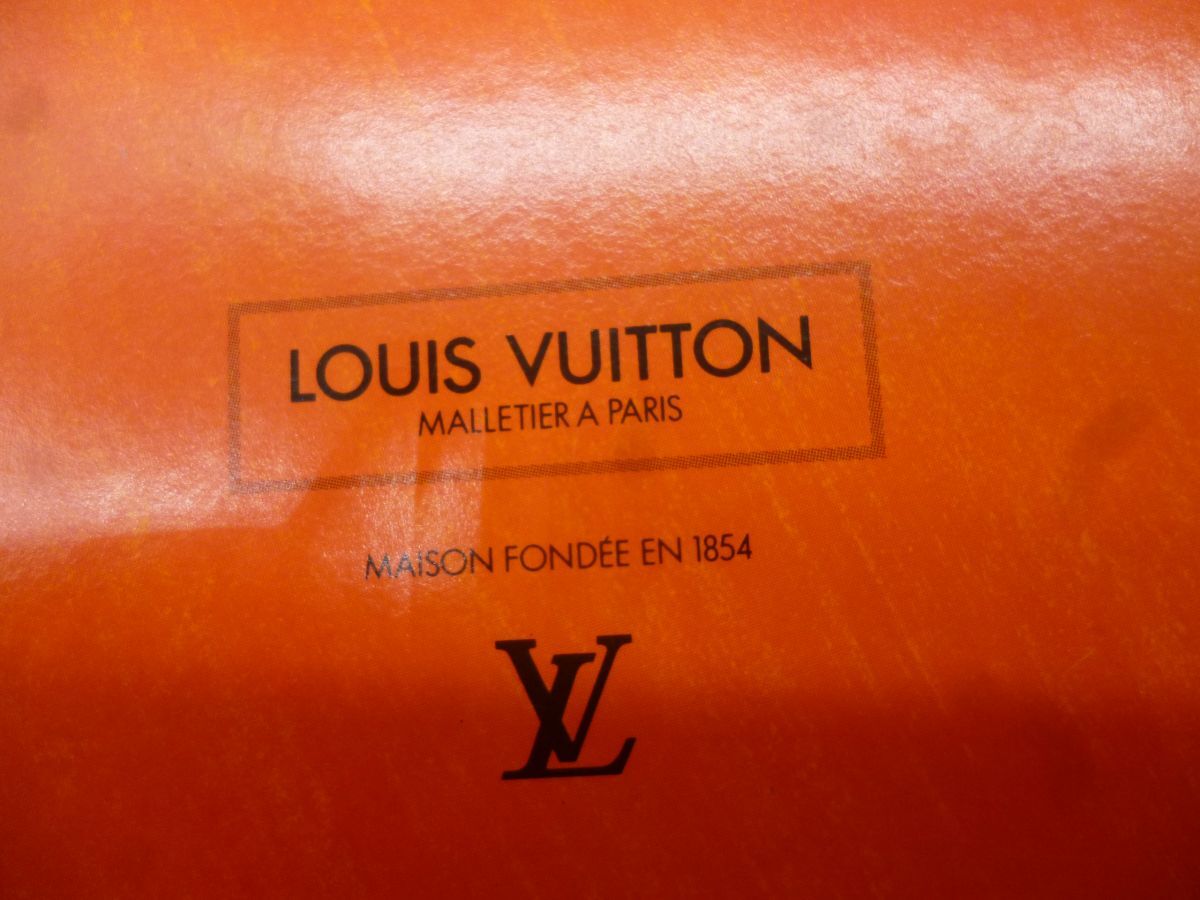 LOUIS VUITTON
MALLETIER A PARIS
MAISON FONDÉE EN 1854
LV